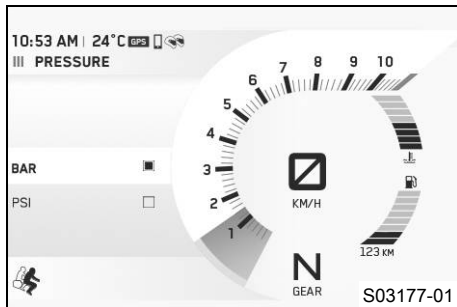 10:53 AM | 24°C GPS
PRESSURE
BAR
PSI
1
2
3
4
5
6
7
8
9
10
0
KM/H
N
GEAR
123 KM
S03177-01